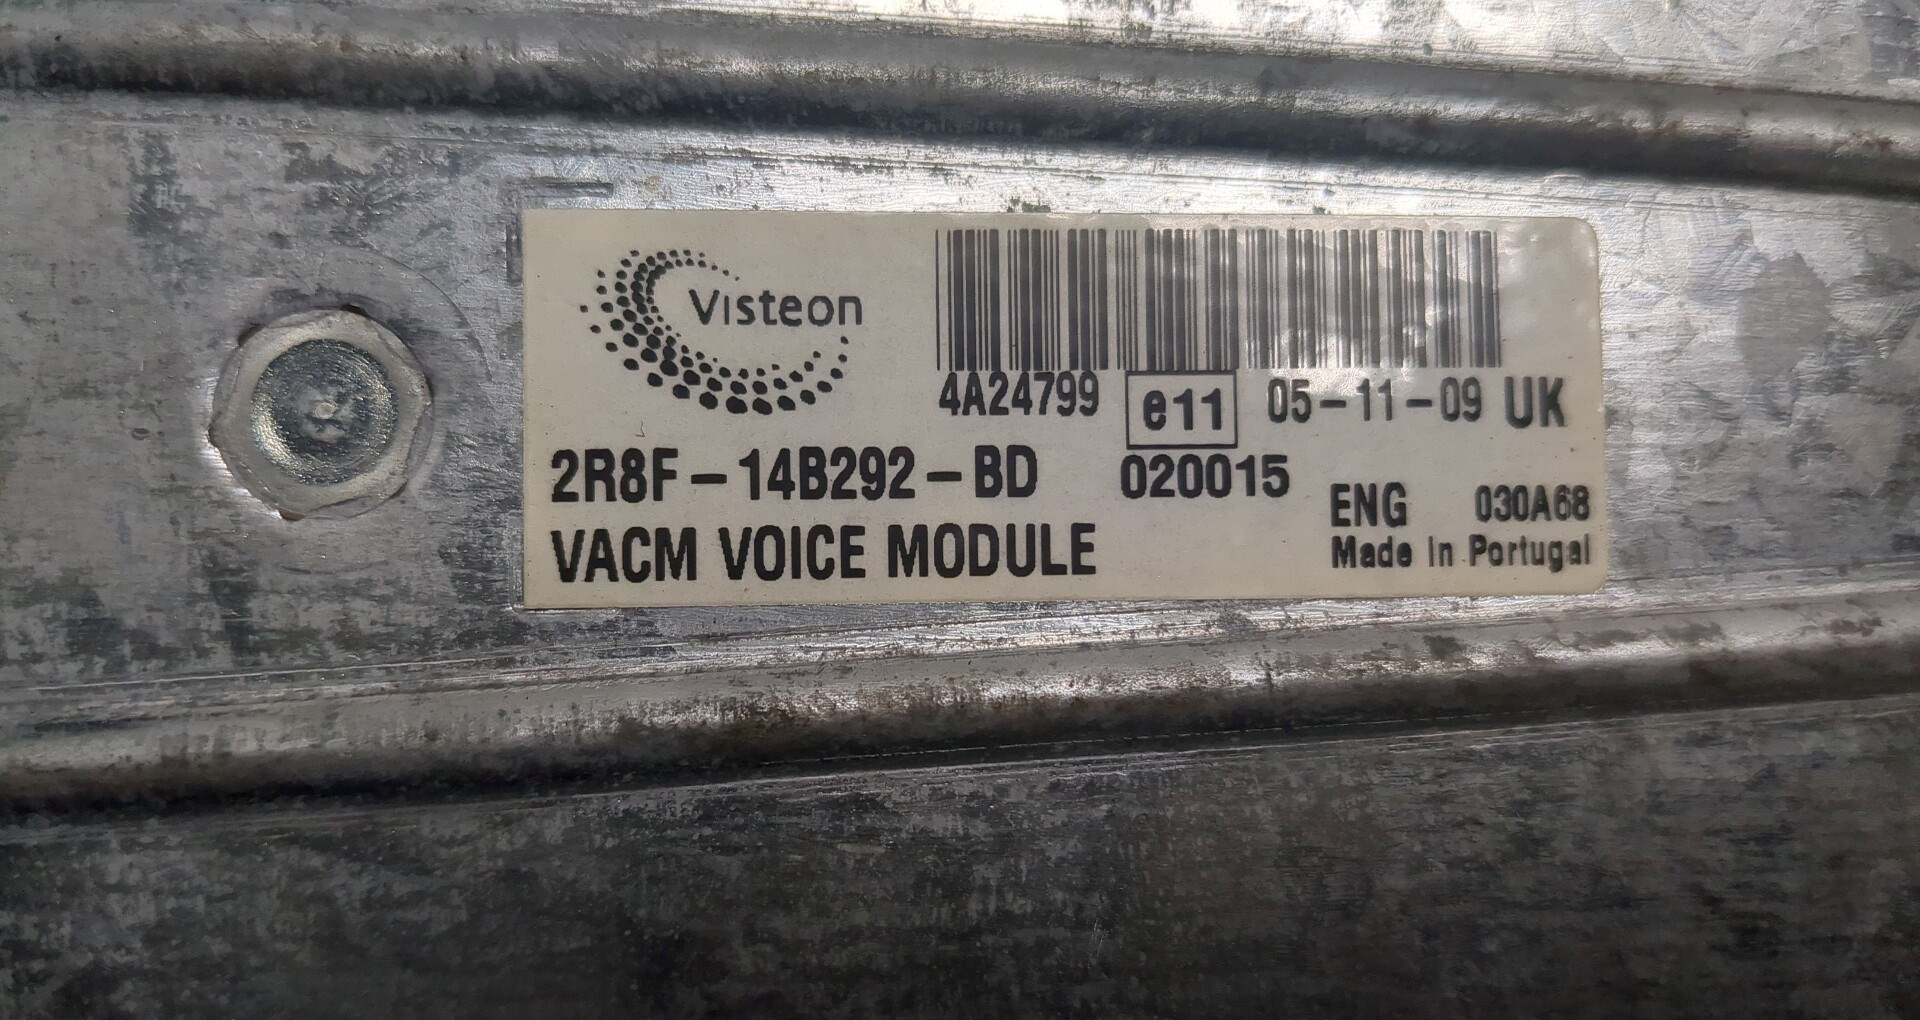 Visteon
4A24799 e11 05-11-09 UK
2R8F-14B292-BD 020015
ENG 030A68
VACM VOICE MODULE Made in Portugal